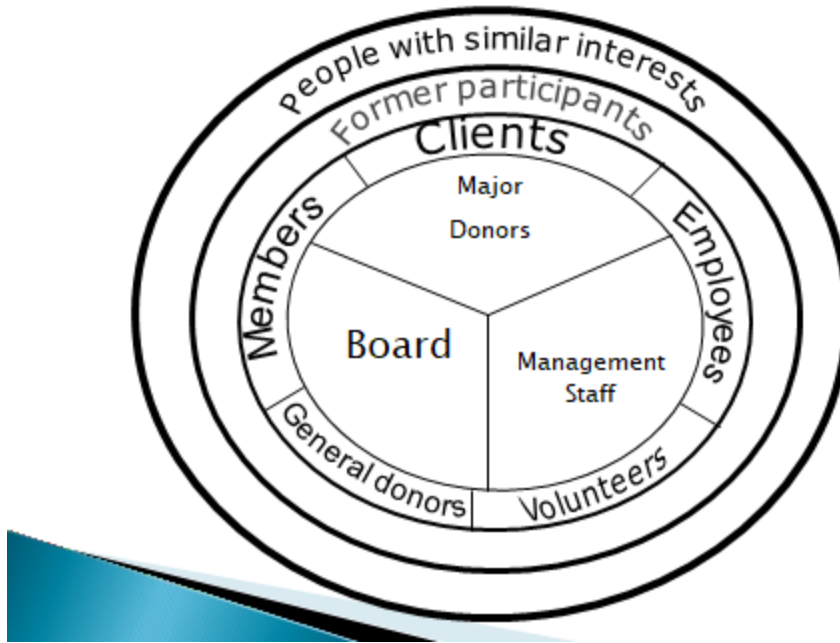 People with similar interests
Former participants
Clients
Major
Donors
Members
Employees
Board
Management
Staff
General donors
Volunteers